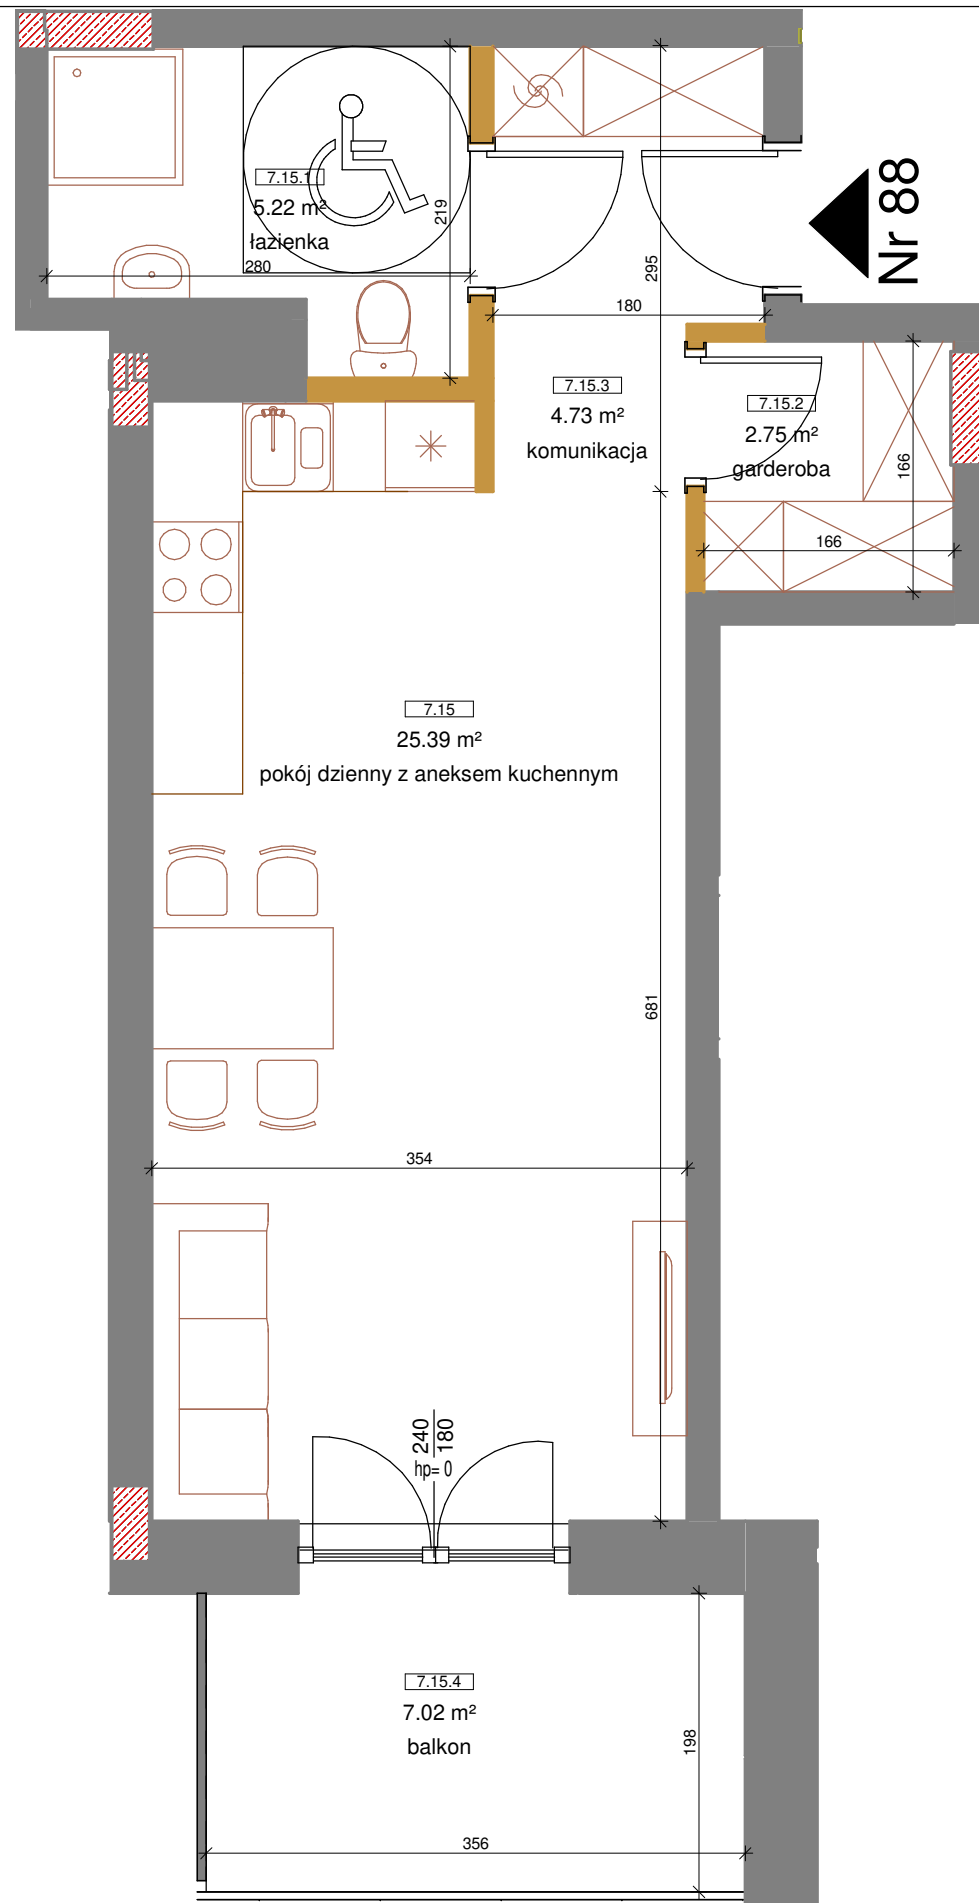 Nr 88
7.15.1
5.22 m²
łazienka
219
280
295
180
7.15.3
4.73 m²
komunikacja
7.15.2
2.75 m²
garderoba
166
166
7.15
25.39 m²
pokój dzienny z aneksem kuchennym
681
354
240
180
hp= 0
7.15.4
7.02 m²
balkon
198
356